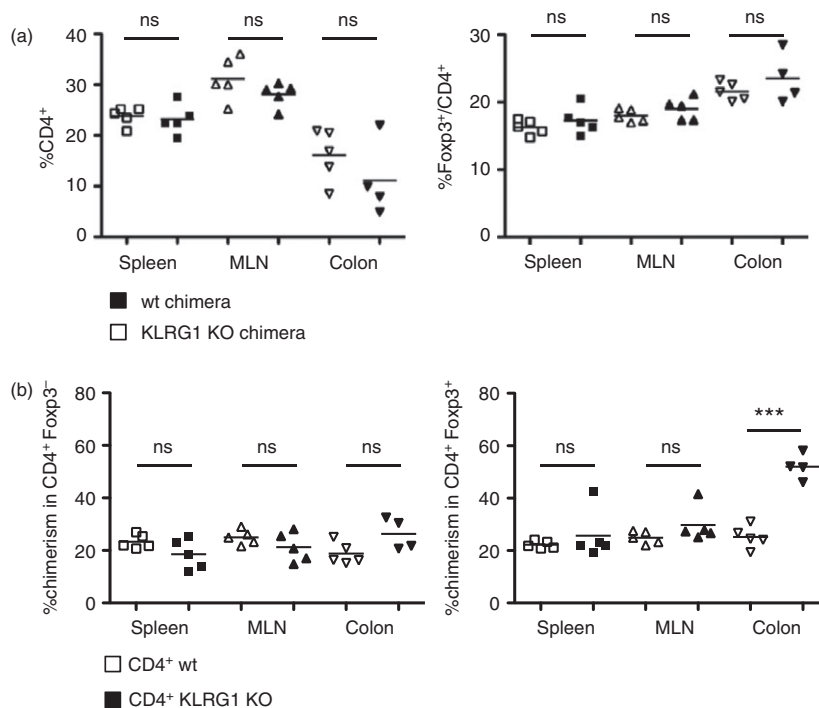 (a)
ns ns ns
%CD4⁺
40
30
20
10
0
Spleen MLN Colon
ns ns ns
%Foxp3⁺/CD4⁺
30
20
10
0
Spleen MLN Colon
wt chimera
KLRG1 KO chimera
(b)
%chimerism in CD4⁺ Foxp3⁻
80
60
40
20
0
ns ns ns
Spleen MLN Colon
%chimerism in CD4⁺ Foxp3⁺
80
60
40
20
0
ns ns ***
Spleen MLN Colon
CD4⁺ wt
CD4⁺ KLRG1 KO